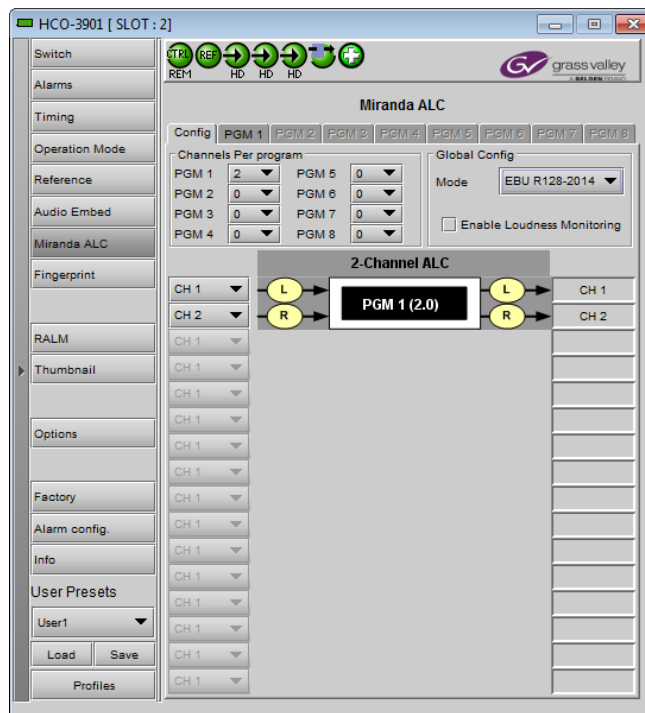 HCO-3901 [ SLOT : 2]
Switch
Alarms
Timing
Operation Mode
Reference
Audio Embed
Miranda ALC
Fingerprint
RALM
Thumbnail
Options
Factory
Alarm config.
Info
User Presets
User1
Load Save
Profiles
CTRL REF
REM HD HD HD
GV grass valley
A BELDEN BRAND
Miranda ALC
Config PGM 1 PGM 2 PGM 3 PGM 4 PGM 5 PGM 6 PGM 7 PGM 8
Channels Per program
PGM 1 2 PGM 5 0
PGM 2 0 PGM 6 0
PGM 3 0 PGM 7 0
PGM 4 0 PGM 8 0
Global Config
Mode EBU R128-2014
Enable Loudness Monitoring
2-Channel ALC
CH 1 L PGM 1 (2.0) L CH 1
CH 2 R R CH 2
CH 1
CH 1
CH 1
CH 1
CH 1
CH 1
CH 1
CH 1
CH 1
CH 1
CH 1
CH 1
CH 1
CH 1